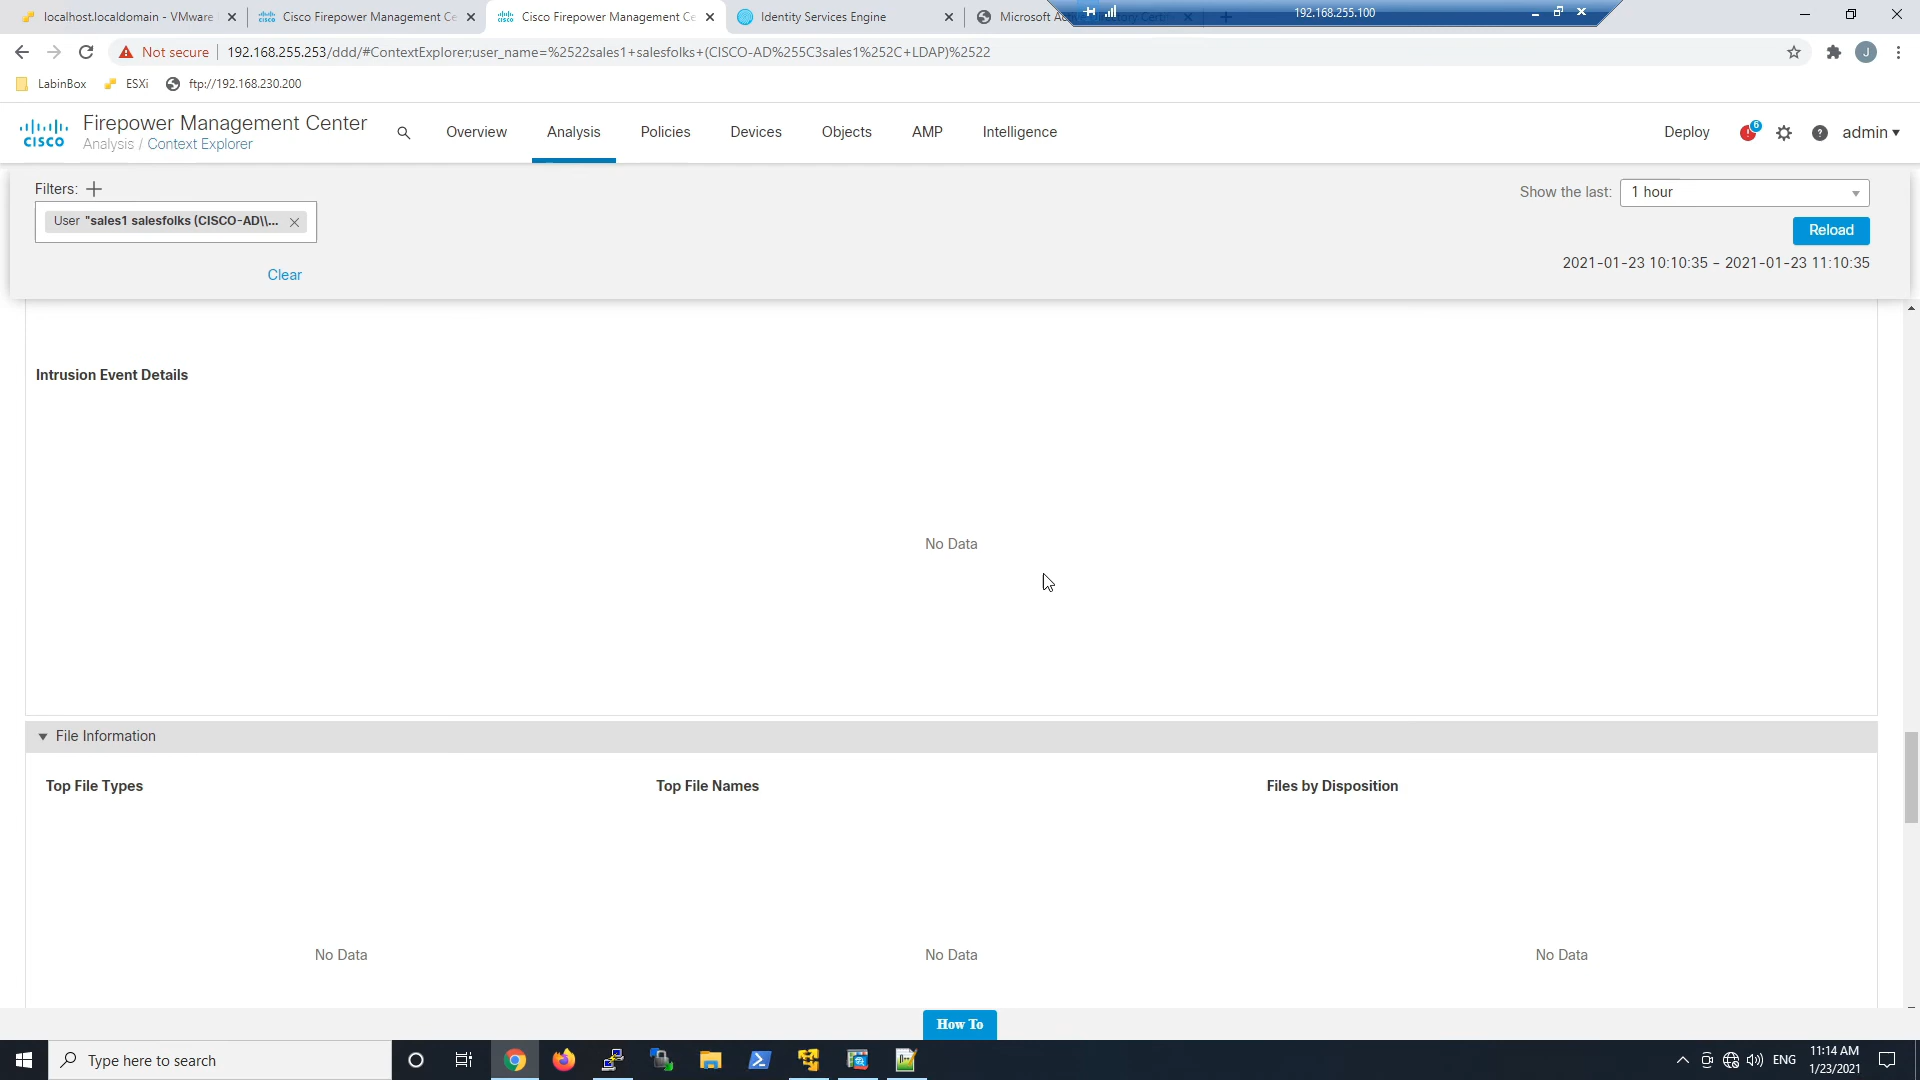 localhost.localdomain - VMware
Cisco Firepower Management Ce
Cisco Firepower Management Ce
Identity Services Engine
Microsoft
192.168.255.100
Not secure
192.168.255.253/ddd/#ContextExplorer;user_name=%2522sales1+salesfolks+(CISCO-AD%255C3sales1%252C+LDAP)%2522
J
LabinBox
ESXi
ftp://192.168.230.200
CISCO
Firepower Management Center
Analysis / Context Explorer
Overview
Analysis
Policies
Devices
Objects
AMP
Intelligence
Deploy
6
admin
Filters:
User "sales1 salesfolks (CISCO-AD\\...
Clear
Show the last: 1 hour
Reload
2021-01-23 10:10:35 - 2021-01-23 11:10:35
Intrusion Event Details
No Data
File Information
Top File Types
Top File Names
Files by Disposition
No Data
No Data
No Data
How To
Type here to search
ENG
11:14 AM
1/23/2021